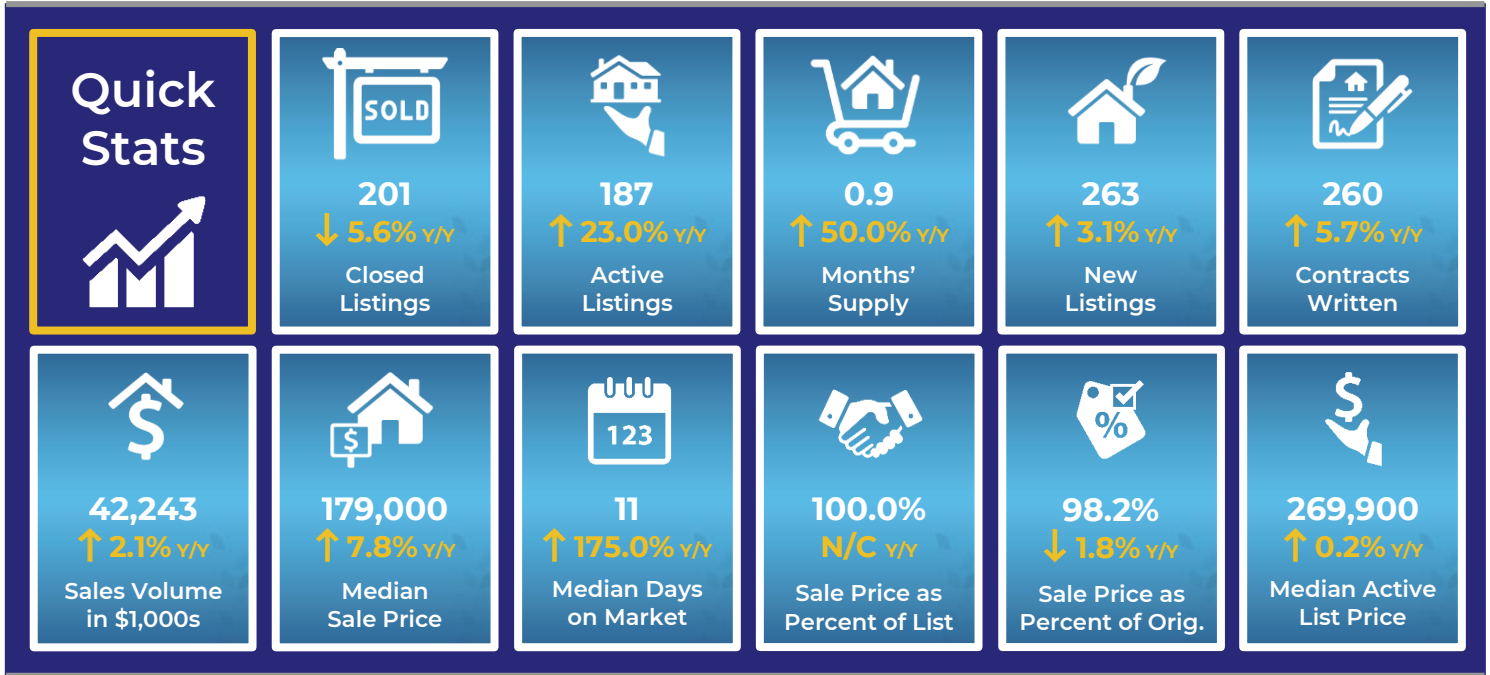 Quick
Stats
SOLD
201
↓ 5.6% Y/Y
Closed
Listings
187
↑ 23.0% Y/Y
Active
Listings
0.9
↑ 50.0% Y/Y
Months’
Supply
263
↑ 3.1% Y/Y
New
Listings
260
↑ 5.7% Y/Y
Contracts
Written
$
42,243
↑ 2.1% Y/Y
Sales Volume
in $1,000s
$
179,000
↑ 7.8% Y/Y
Median
Sale Price
123
11
↑ 175.0% Y/Y
Median Days
on Market
100.0%
N/C Y/Y
Sale Price as
Percent of List
%
98.2%
↓ 1.8% Y/Y
Sale Price as
Percent of Orig.
$
269,900
↑ 0.2% Y/Y
Median Active
List Price